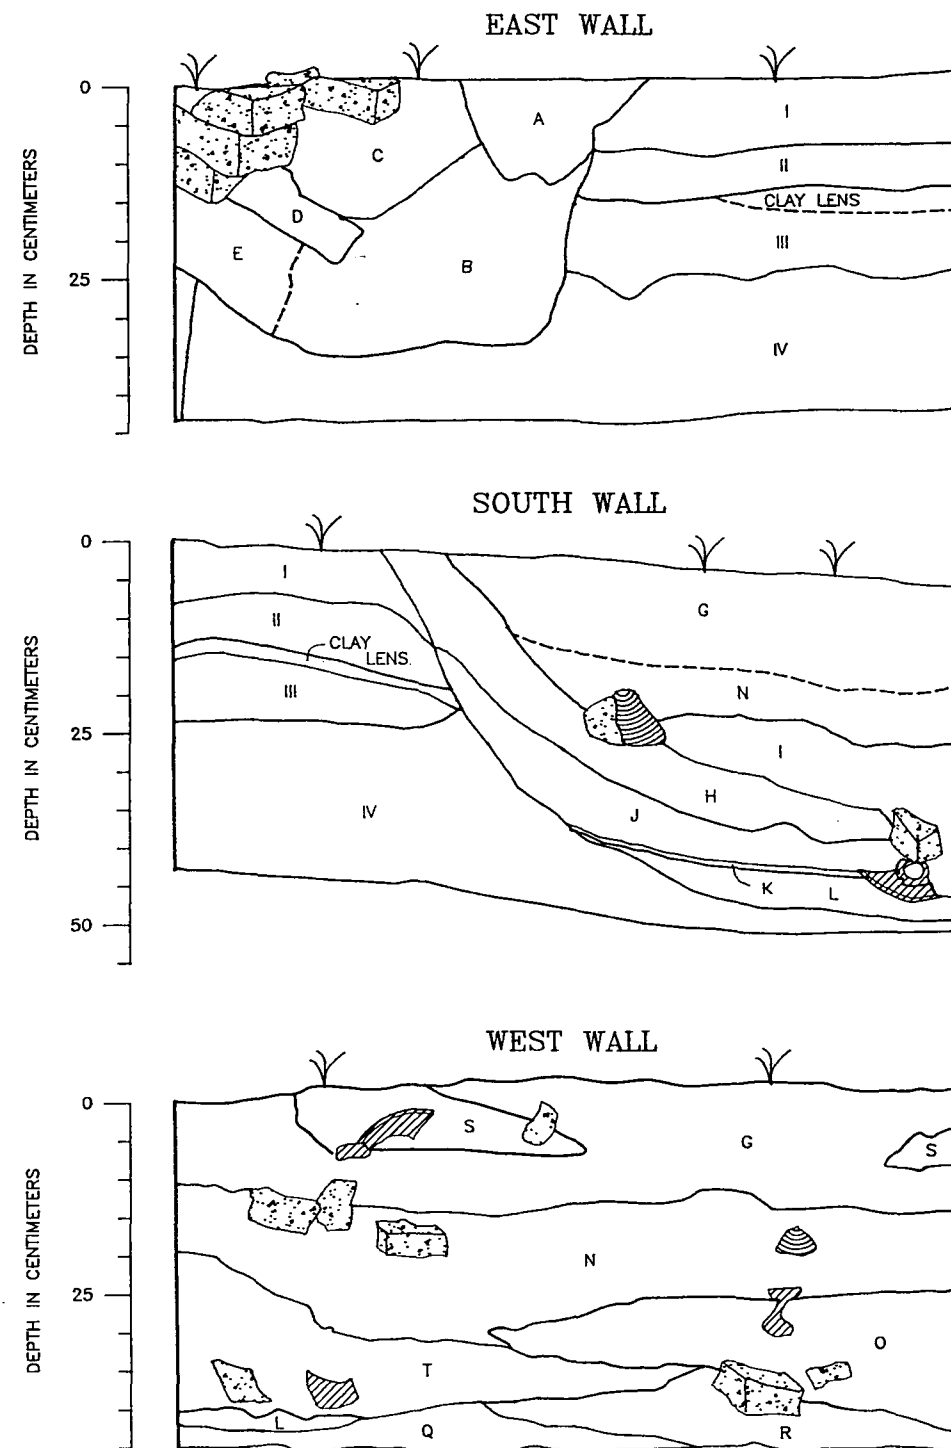 EAST WALL
0
25
DEPTH IN CENTIMETERS
A
I
C
II
CLAY LENS
D
E
B
III
IV
SOUTH WALL
0
25
50
DEPTH IN CENTIMETERS
I
G
II
CLAY
LENS
III
N
I
H
IV
J
K
L
WEST WALL
0
25
DEPTH IN CENTIMETERS
S
G
S
N
O
T
L
Q
R